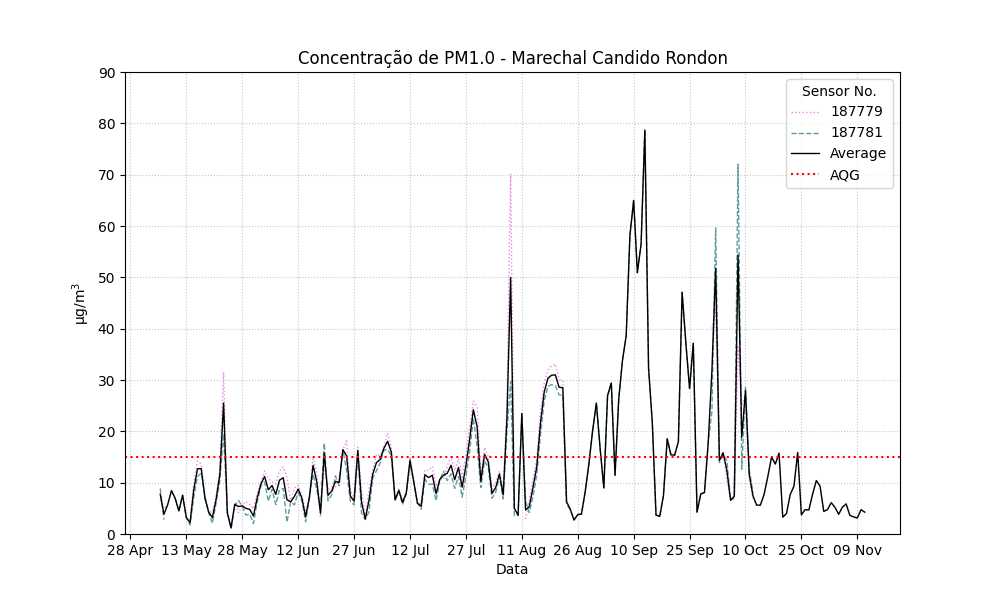 Concentração de PM1.0 - Marechal Candido Rondon
90
80
70
60
50
40
30
20
10
0
µg/m³
Sensor No.
187779
187781
Average
AQG
28 Apr 13 May 28 May 12 Jun 27 Jun 12 Jul 27 Jul 11 Aug 26 Aug 10 Sep 25 Sep 10 Oct 25 Oct 09 Nov
Data